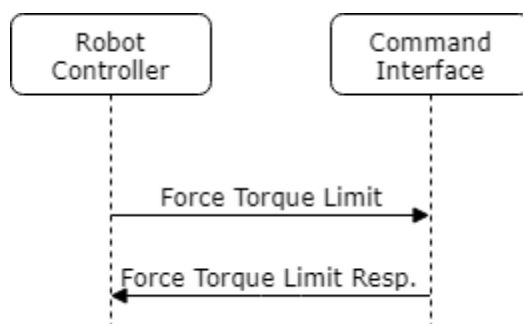 Robot
Controller
Command
Interface
Force Torque Limit
Force Torque Limit Resp.